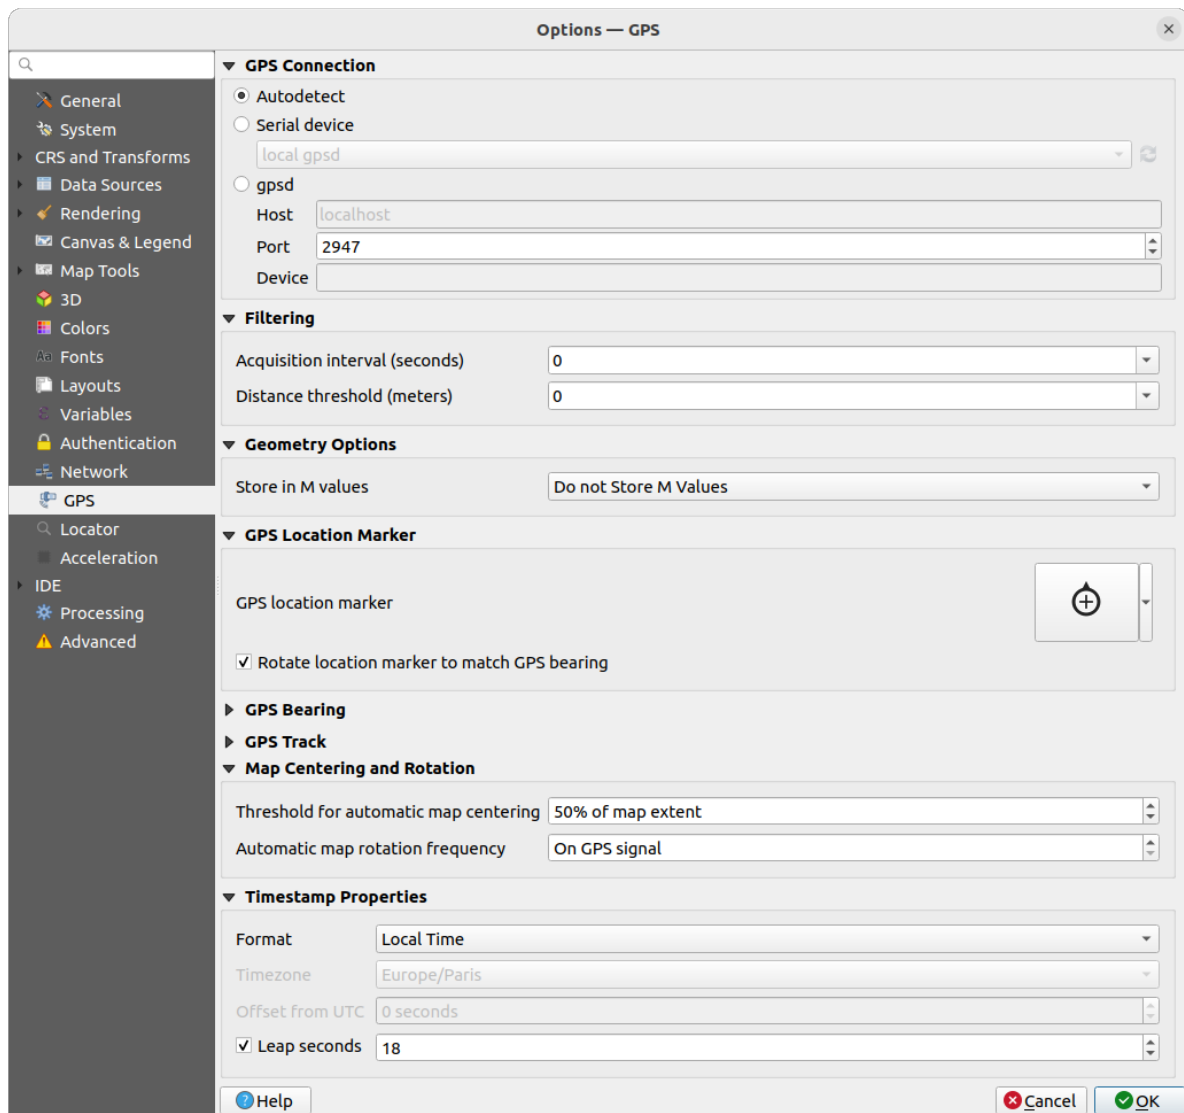 Options — GPS
General
System
CRS and Transforms
Data Sources
Rendering
Canvas & Legend
Map Tools
3D
Colors
Fonts
Layouts
Variables
Authentication
Network
GPS
Locator
Acceleration
IDE
Processing
Advanced
GPS Connection
Autodetect
Serial device
local gpsd
gpsd
Host localhost
Port 2947
Device
Filtering
Acquisition interval (seconds) 0
Distance threshold (meters) 0
Geometry Options
Store in M values Do not Store M Values
GPS Location Marker
GPS location marker
Rotate location marker to match GPS bearing
GPS Bearing
GPS Track
Map Centering and Rotation
Threshold for automatic map centering 50% of map extent
Automatic map rotation frequency On GPS signal
Timestamp Properties
Format Local Time
Timezone Europe/Paris
Offset from UTC 0 seconds
Leap seconds 18
Help Cancel OK